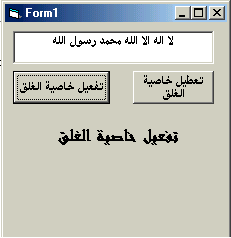 Form1
لا اله الا الله محمد رسول الله
تعطيل خاصية
الغلق
تفعيل خاصية الغلق
تفعيل خاصية الغلق